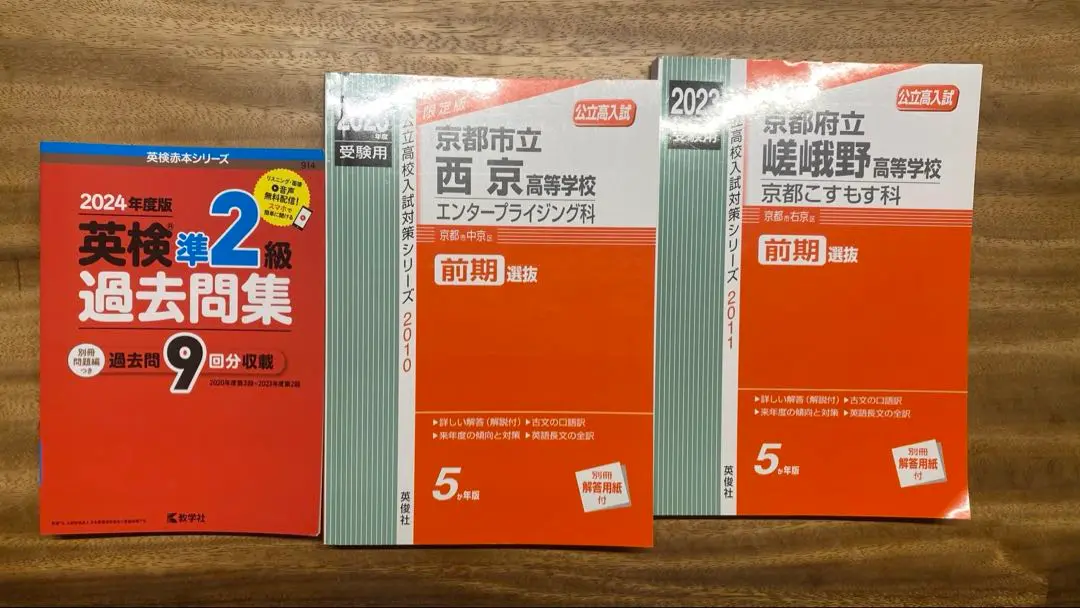 英検赤本シリーズ
914
2024年度版
英検®準2級
過去問集
リスニング・面接
音声
無料配信!
スマホで
簡単に聞ける
別冊
問題編
つき
過去問9回分収載
2020年度第3回~2023年度第2回
教学社
年度
受験用
公立高校入試対策シリーズ 2010
英俊社
限定版
公立高入試
京都市立
西京高等学校
エンタープライジング科
京都市中京区
前期選抜
▶詳しい解答(解説付) ▶古文の口語訳
▶来年度の傾向と対策 ▶英語長文の全訳
5か年版
別冊
解答用紙
付
2023
受験用
公立高校入試対策シリーズ 2011
英俊社
公立高入試
京都府立
嵯峨野高等学校
京都こすもす科
京都市右京区
前期選抜
▶詳しい解答(解説付) ▶古文の口語訳
▶来年度の傾向と対策 ▶英語長文の全訳
5か年版
別冊
解答用紙
付